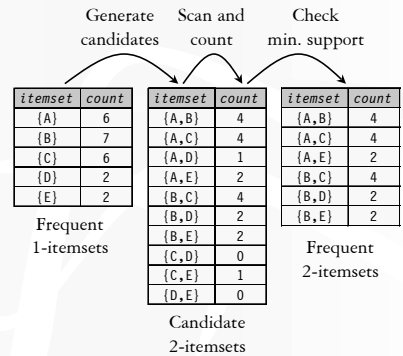 Generate candidates
Scan and count
Check min. support
itemset count
{A} 6
{B} 7
{C} 6
{D} 2
{E} 2
Frequent
1-itemsets
itemset count
{A,B} 4
{A,C} 4
{A,D} 1
{A,E} 2
{B,C} 4
{B,D} 2
{B,E} 2
{C,D} 0
{C,E} 1
{D,E} 0
Candidate
2-itemsets
itemset count
{A,B} 4
{A,C} 4
{A,E} 2
{B,C} 4
{B,D} 2
{B,E} 2
Frequent
2-itemsets